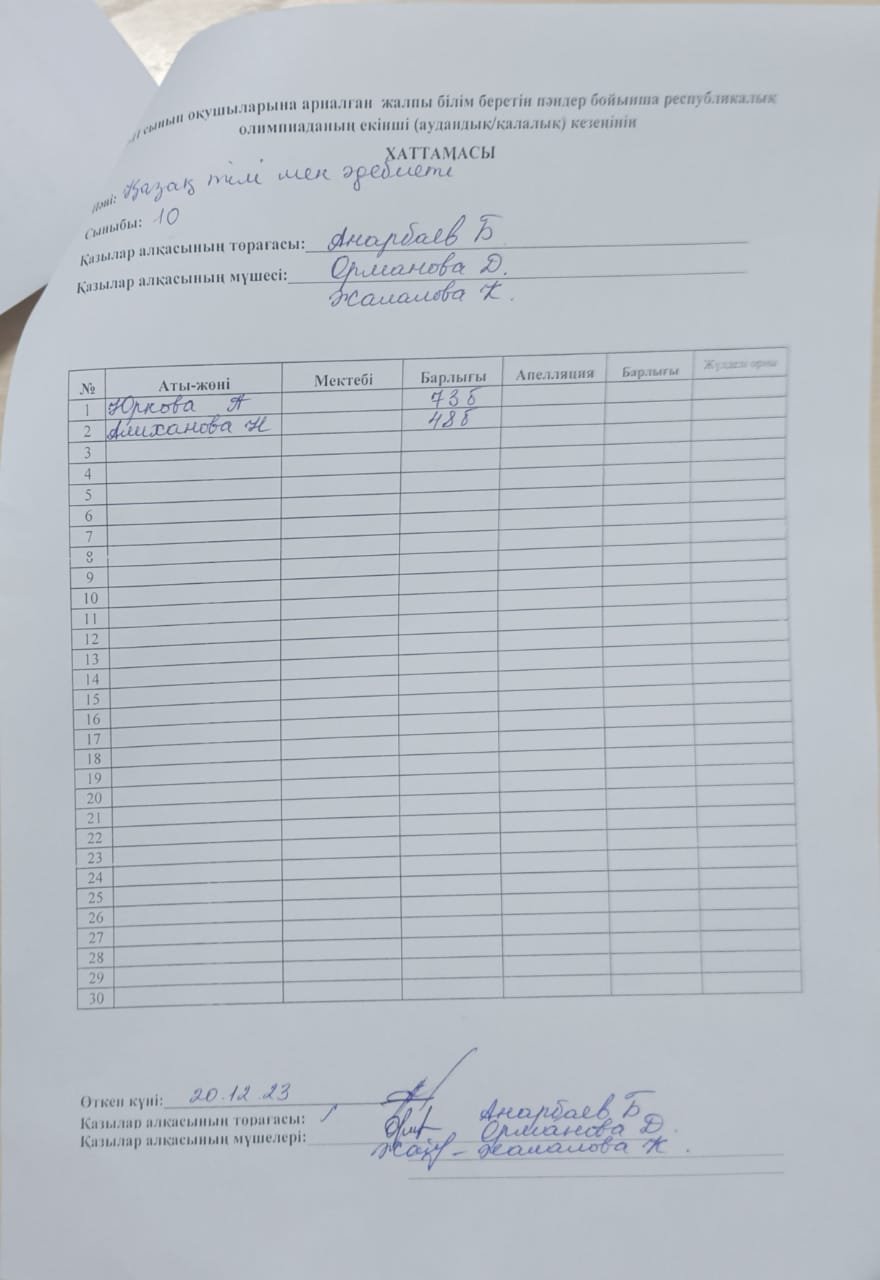 сынып оқушыларына арналған жалпы білім беретін пәндер бойынша республикалық
олимпиаданың екінші (аудандық/қалалық) кезеңінің
ХАТТАМАСЫ
Пәні: Қазақ тілі мен әдебиеті
Сыныбы: 10
Қазылар алқасының төрағасы: Анарбаев Б
Қазылар алқасының мүшесі: Орманова Д.
Жалалова К.
№ Аты-жөні Мектебі Барлығы Апелляция Барлығы Жүлделі орны
1 Юркова А 73 б
2 Алиханова Н 48 б
3
4
5
6
7
8
9
10
11
12
13
14
15
16
17
18
19
20
21
22
23
24
25
26
27
28
29
30
Өткен күні: 20.12.23
Қазылар алқасының төрағасы: Анарбаев Б
Қазылар алқасының мүшелері: Орманова Д.
Жалалова К.